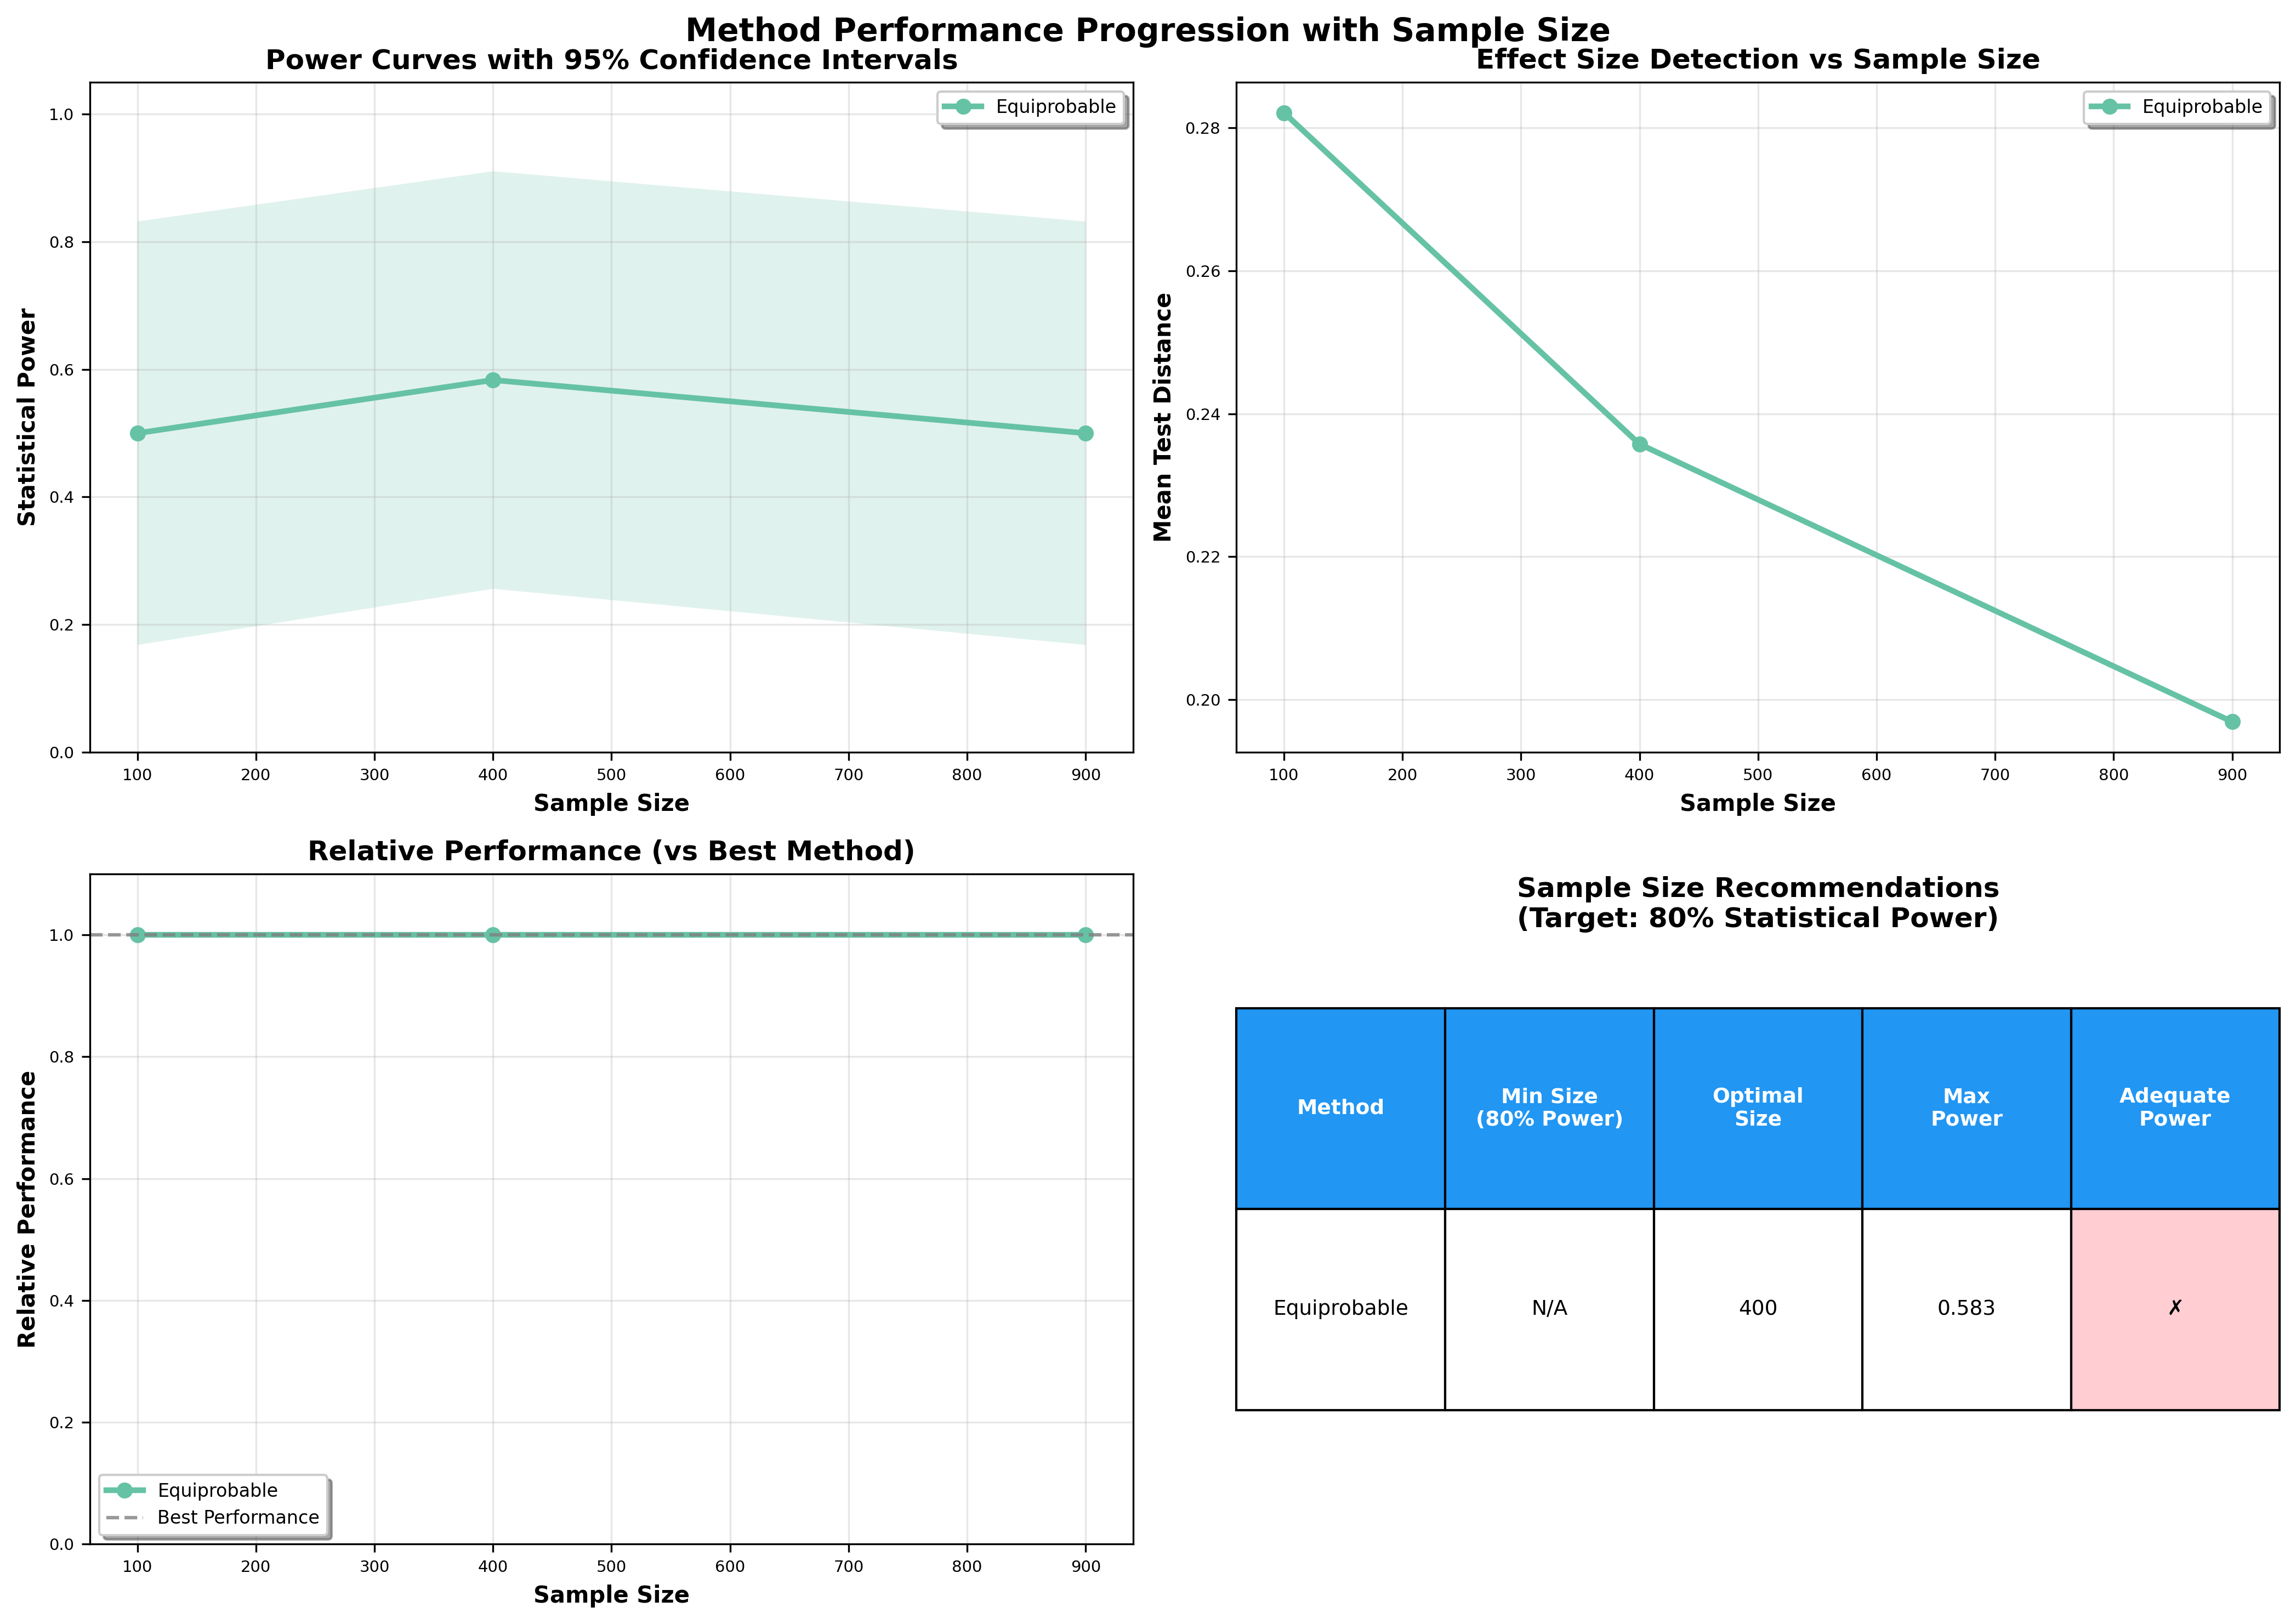 Method Performance Progression with Sample Size
Power Curves with 95% Confidence Intervals
Equiprobable
Statistical Power
1.0
0.8
0.6
0.4
0.2
0.0
100 200 300 400 500 600 700 800 900
Sample Size
Effect Size Detection vs Sample Size
Equiprobable
Mean Test Distance
0.28
0.26
0.24
0.22
0.20
100 200 300 400 500 600 700 800 900
Sample Size
Relative Performance (vs Best Method)
Relative Performance
1.0
0.8
0.6
0.4
0.2
0.0
Equiprobable
Best Performance
100 200 300 400 500 600 700 800 900
Sample Size
Sample Size Recommendations
(Target: 80% Statistical Power)
Method
Min Size
(80% Power)
Optimal
Size
Max
Power
Adequate
Power
Equiprobable N/A 400 0.583 ✗